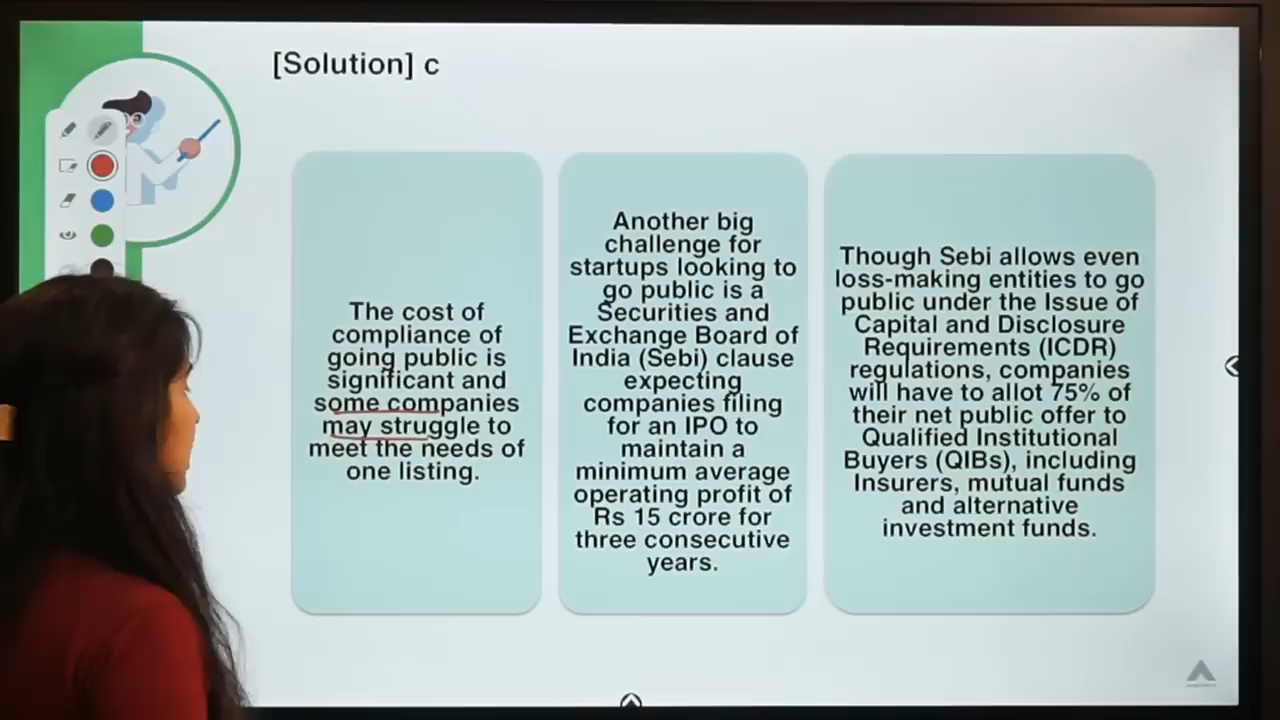 [Solution] c
The cost of
compliance of
going public is
significant and
some companies
may struggle to
meet the needs of
one listing.
Another big
challenge for
startups looking to
go public is a
Securities and
Exchange Board of
India (Sebi) clause
expecting
companies filing
for an IPO to
maintain a
minimum average
operating profit of
Rs 15 crore for
three consecutive
years.
Though Sebi allows even
loss-making entities to go
public under the Issue of
Capital and Disclosure
Requirements (ICDR)
regulations, companies
will have to allot 75% of
their net public offer to
Qualified Institutional
Buyers (QIBs), including
Insurers, mutual funds
and alternative
investment funds.